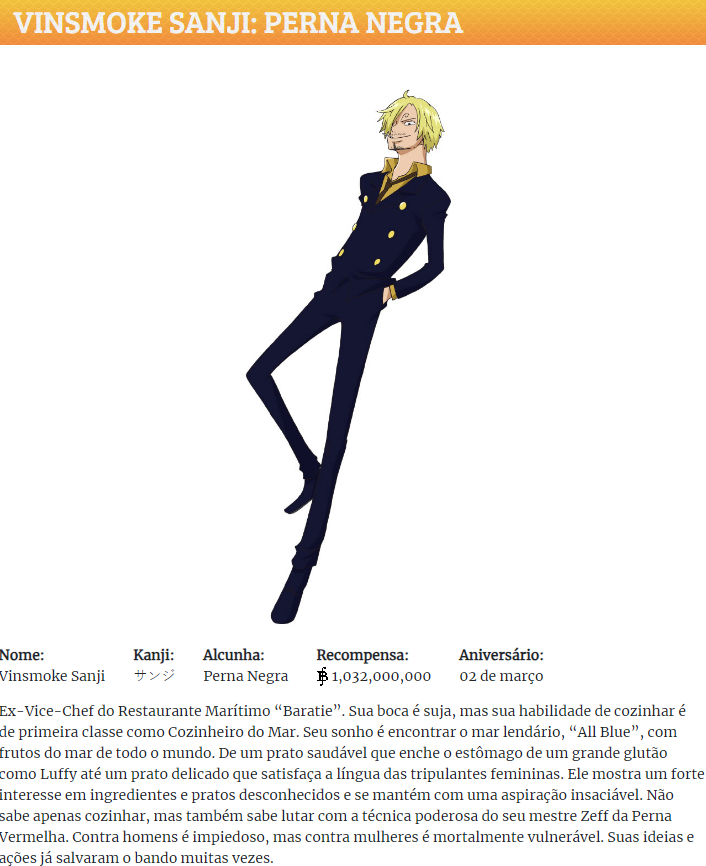 VINSMOKE SANJI: PERNA NEGRA
Nome: Kanji: Alcunha: Recompensa: Aniversário:
Vinsmoke Sanji サンジ Perna Negra ฿ 1,032,000,000 02 de março
Ex-Vice-Chef do Restaurante Marítimo “Baratie”. Sua boca é suja, mas sua habilidade de cozinhar é
de primeira classe como Cozinheiro do Mar. Seu sonho é encontrar o mar lendário, “All Blue”, com
frutos do mar de todo o mundo. De um prato saudável que enche o estômago de um grande glutão
como Luffy até um prato delicado que satisfaça a língua das tripulantes femininas. Ele mostra um forte
interesse em ingredientes e pratos desconhecidos e se mantém com uma aspiração insaciável. Não
sabe apenas cozinhar, mas também sabe lutar com a técnica poderosa do seu mestre Zeff da Perna
Vermelha. Contra homens é impiedoso, mas contra mulheres é mortalmente vulnerável. Suas ideias e
ações já salvaram o bando muitas vezes.